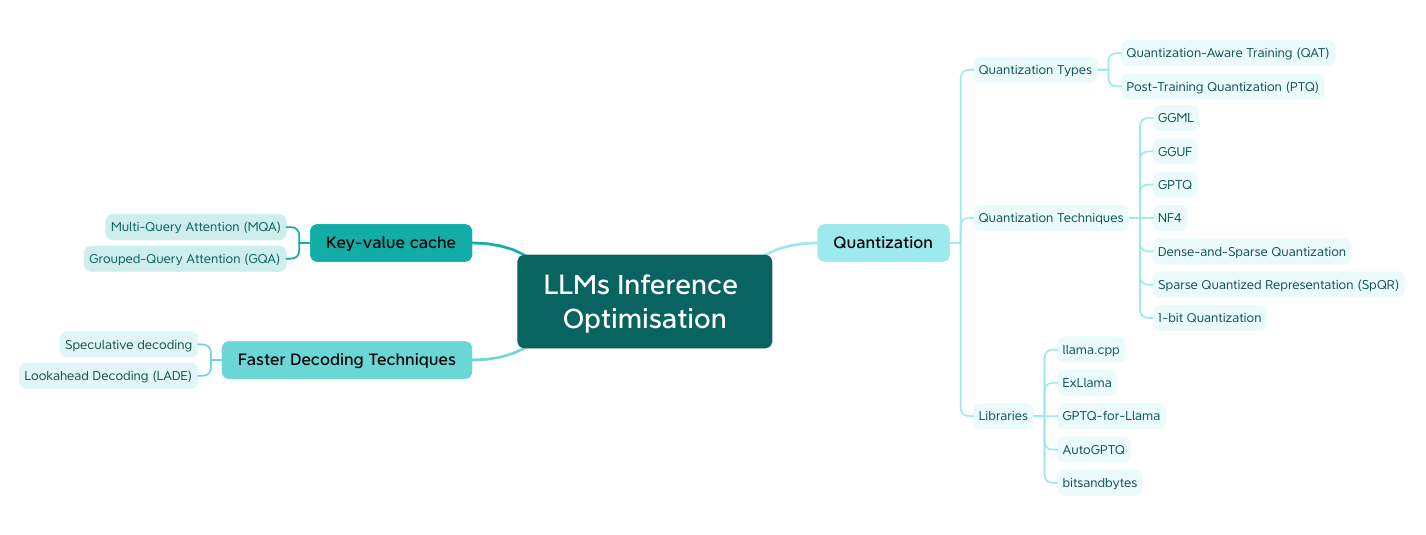 LLMs Inference
Optimisation
Key-value cache
Multi-Query Attention (MQA)
Grouped-Query Attention (GQA)
Faster Decoding Techniques
Speculative decoding
Lookahead Decoding (LADE)
Quantization
Quantization Types
Quantization-Aware Training (QAT)
Post-Training Quantization (PTQ)
Quantization Techniques
GGML
GGUF
GPTQ
NF4
Dense-and-Sparse Quantization
Sparse Quantized Representation (SpQR)
1-bit Quantization
Libraries
llama.cpp
ExLlama
GPTQ-for-Llama
AutoGPTQ
bitsandbytes